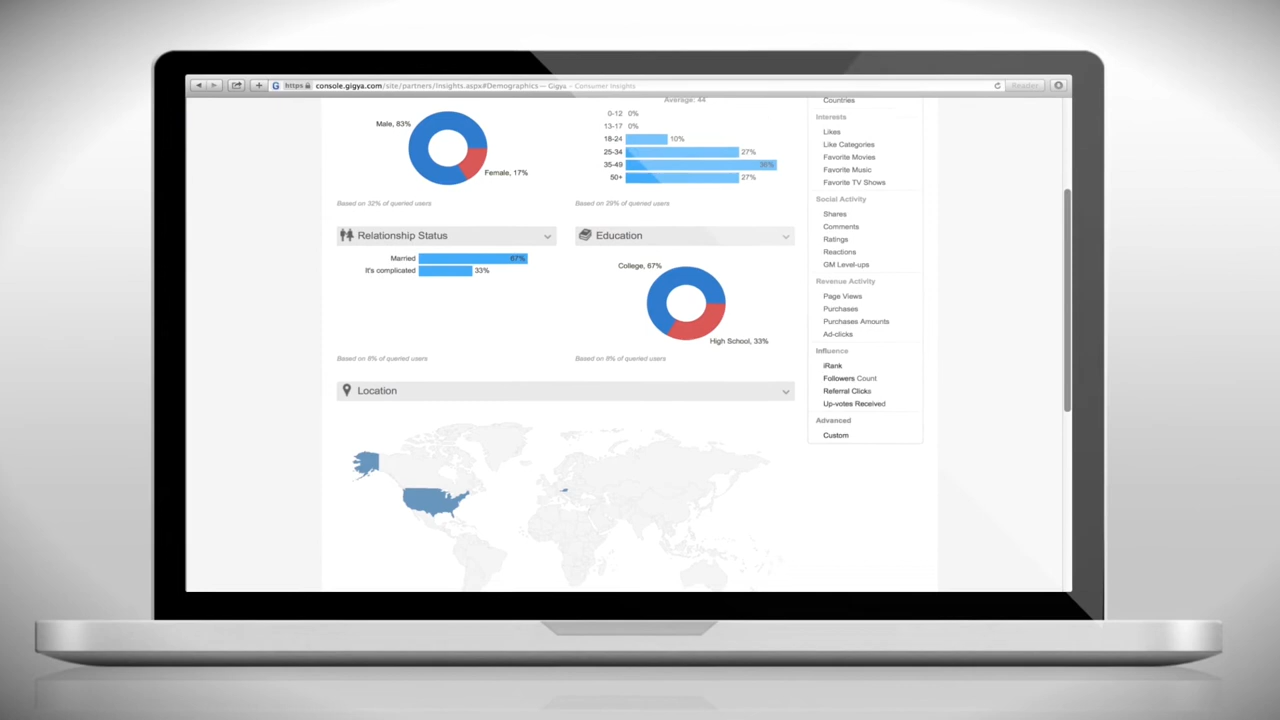 https console.gigya.com/site/partners/Insights.aspx#Demographics — Gigya – Consumer Insights
Reader
Male, 83%
Female, 17%
Based on 32% of queried users
Average: 44
0-12 0%
13-17 0%
18-24 10%
25-34 27%
35-49 36%
50+ 27%
Based on 29% of queried users
Relationship Status
Married 67%
It's complicated 33%
Based on 8% of queried users
Education
College, 67%
High School, 33%
Based on 8% of queried users
Location
Countries
Interests
Likes
Like Categories
Favorite Movies
Favorite Music
Favorite TV Shows
Social Activity
Shares
Comments
Ratings
Reactions
GM Level-ups
Revenue Activity
Page Views
Purchases
Purchases Amounts
Ad-clicks
Influence
iRank
Followers Count
Referral Clicks
Up-votes Received
Advanced
Custom